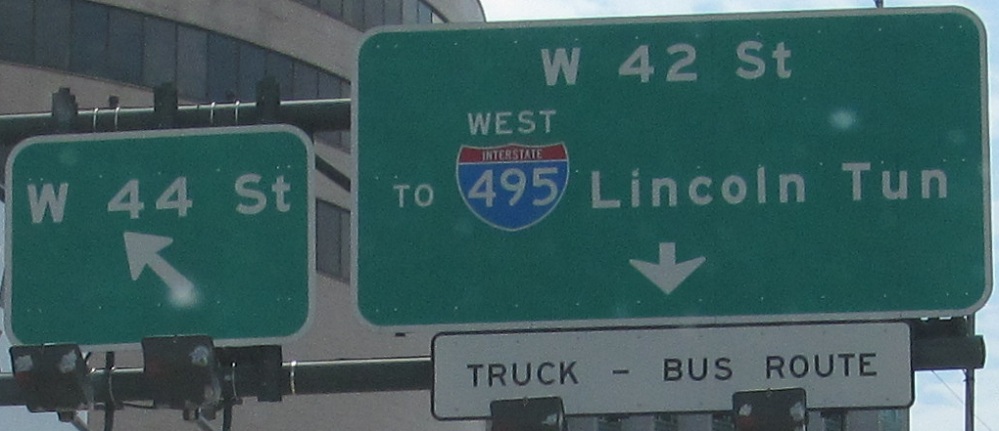 W 44 St
W 42 St
WEST
TO INTERSTATE 495 Lincoln Tun
TRUCK - BUS ROUTE